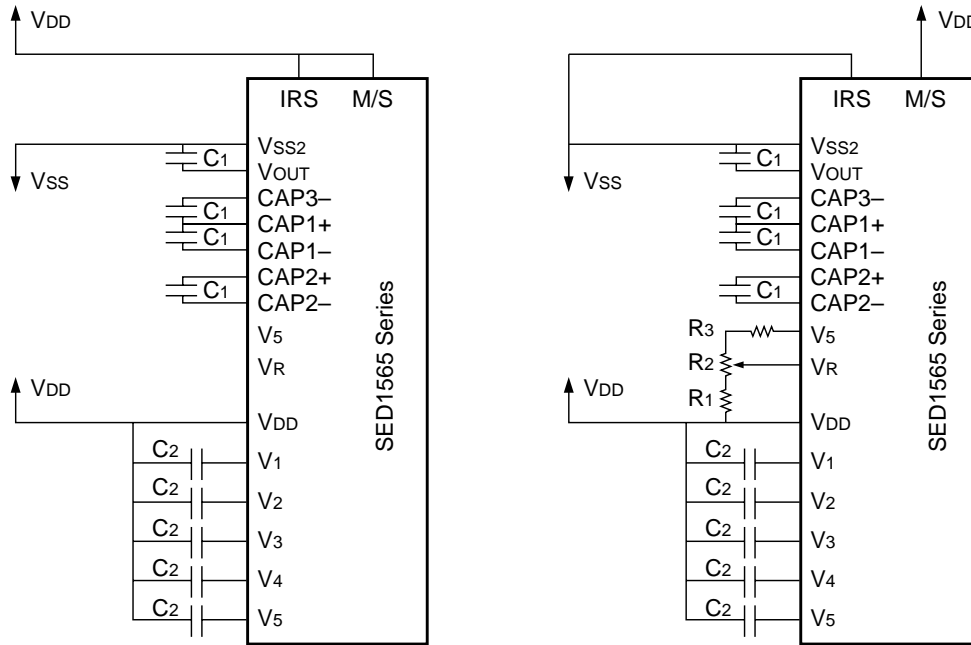 VDD
IRS M/S
VSS2
C1
VOUT
VSS
CAP3–
C1
CAP1+
C1
CAP1–
CAP2+
C1
CAP2–
V5
VR
VDD
VDD
C2
V1
C2
V2
C2
V3
C2
V4
C2
V5
SED1565 Series
VDD
IRS M/S
VSS2
C1
VOUT
VSS
CAP3–
C1
CAP1+
C1
CAP1–
CAP2+
C1
CAP2–
R3
V5
R2
VR
VDD
R1
VDD
C2
V1
C2
V2
C2
V3
C2
V4
C2
V5
SED1565 Series